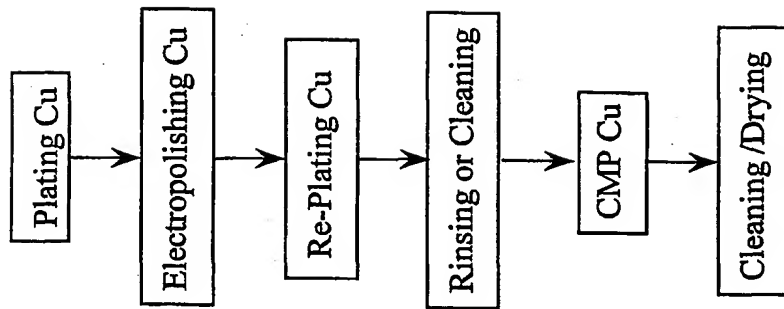 Plating Cu
Electropolishing Cu
Re-Plating Cu
Rinsing or Cleaning
CMP Cu
Cleaning /Drying